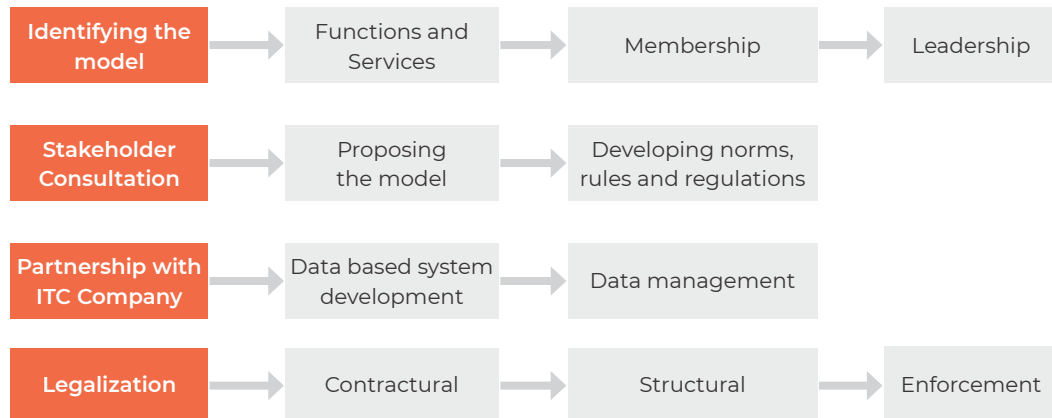 Identifying the
model
Functions and
Services
Membership
Leadership
Stakeholder
Consultation
Proposing
the model
Developing norms,
rules and regulations
Partnership with
ITC Company
Data based system
development
Data management
Legalization
Contractural
Structural
Enforcement